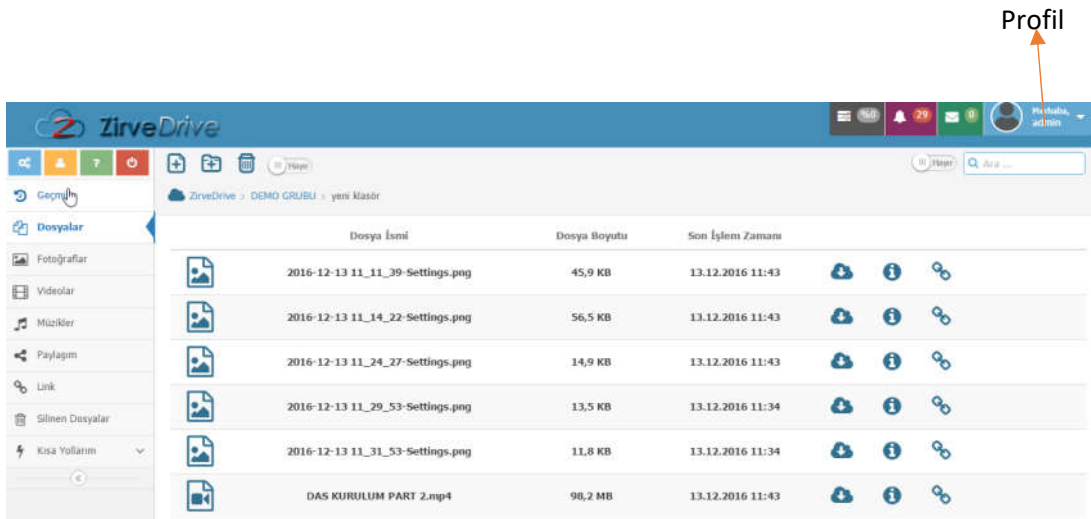 Profil
ZirveDrive
%60 29 0 Merhaba,
admin
?
Hayır Hayır Ara ...
Geçmiş
ZirveDrive > DEMO GRUBU > yeni klasör
Dosyalar
Dosya İsmi Dosya Boyutu Son İşlem Zamanı
Fotoğraflar
2016-12-13 11_11_39-Settings.png 45,9 KB 13.12.2016 11:43
Videolar
2016-12-13 11_14_22-Settings.png 56,5 KB 13.12.2016 11:43
Müzikler
2016-12-13 11_24_27-Settings.png 14,9 KB 13.12.2016 11:43
Paylaşım
Link
2016-12-13 11_29_53-Settings.png 13,5 KB 13.12.2016 11:34
Silinen Dosyalar
Kısa Yollarım
2016-12-13 11_31_53-Settings.png 11,8 KB 13.12.2016 11:34
DAS KURULUM PART 2.mp4 98,2 MB 13.12.2016 11:43